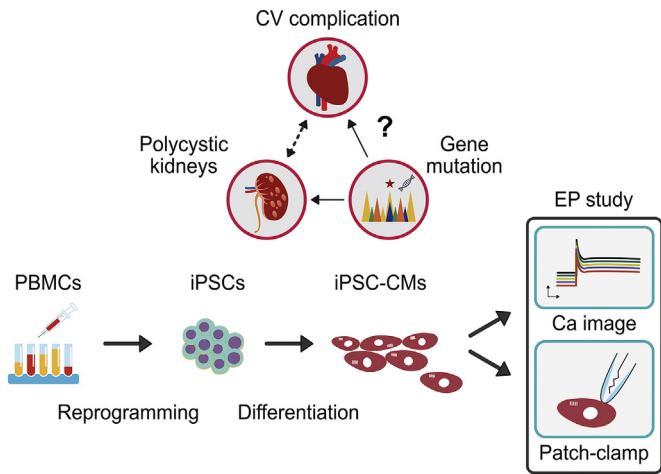 CV complication
?
Polycystic
kidneys
Gene
mutation
EP study
PBMCs
iPSCs
iPSC-CMs
Ca image
Reprogramming
Differentiation
Patch-clamp